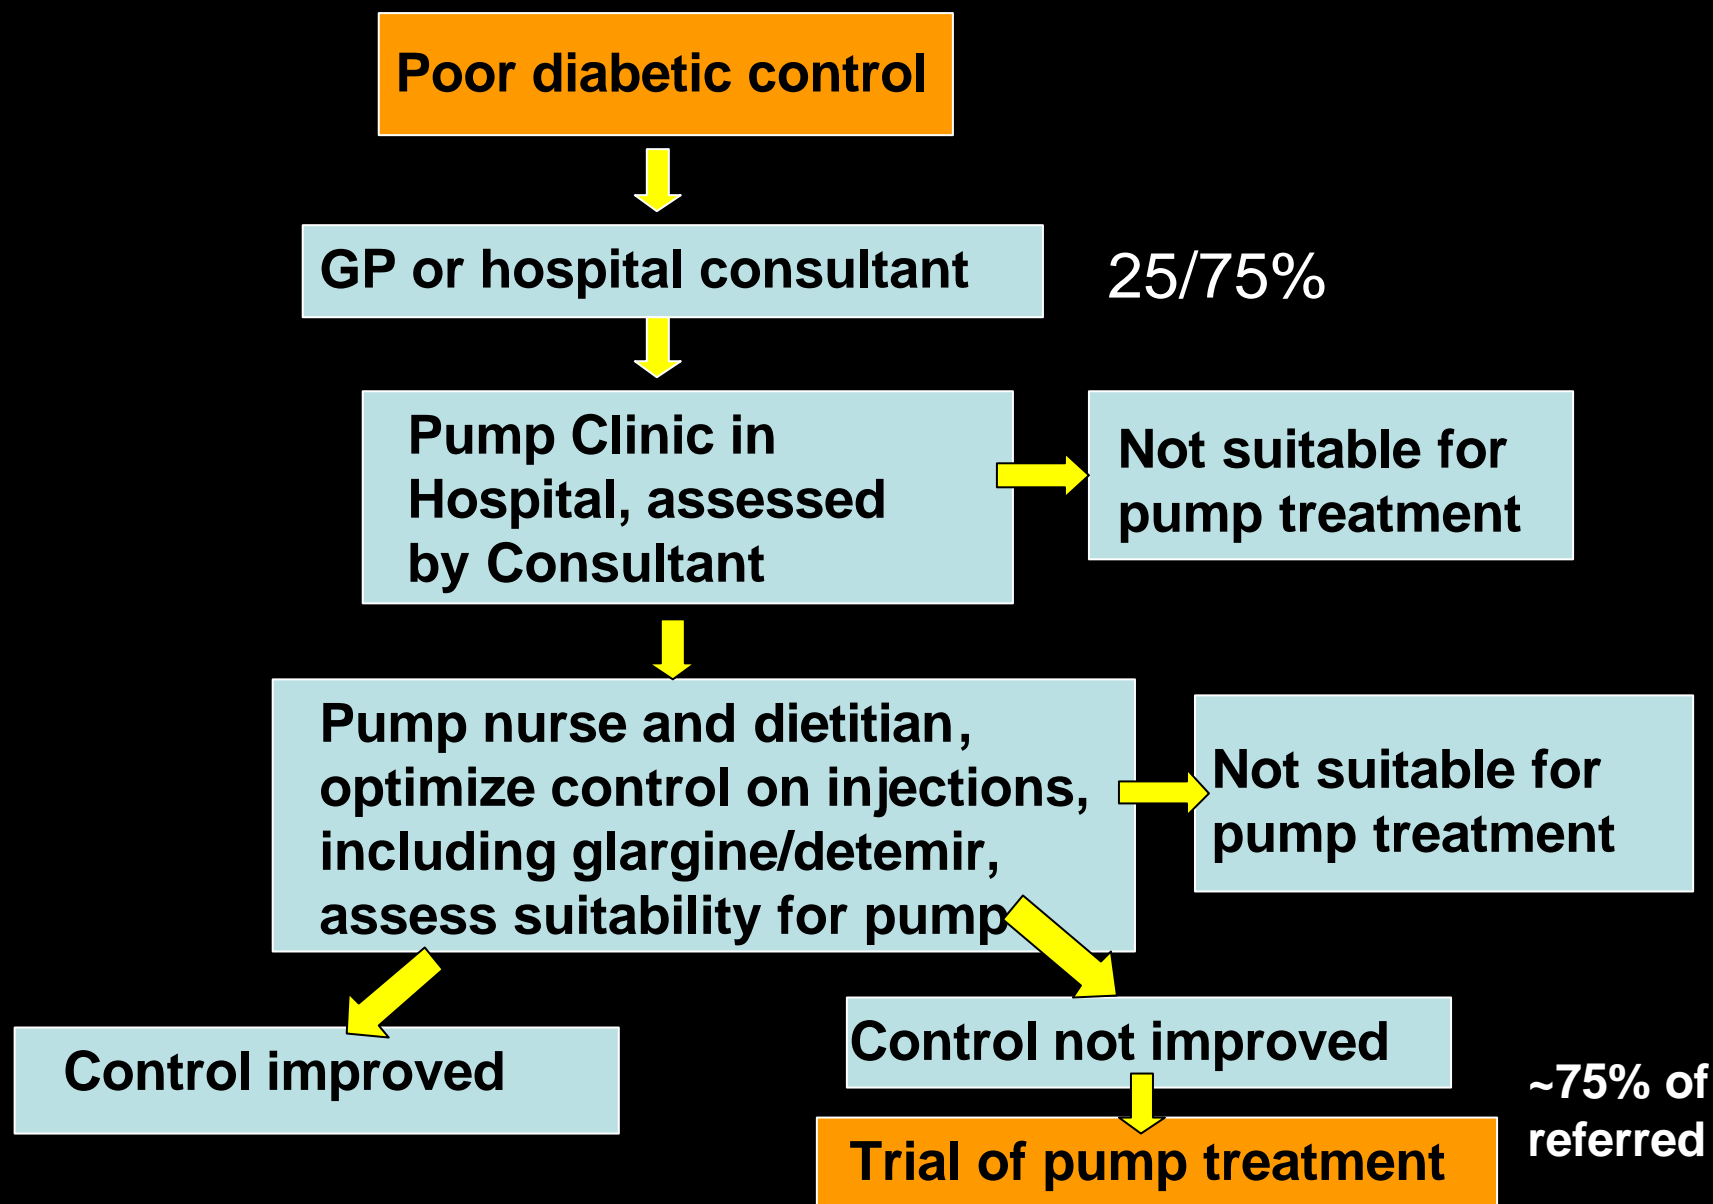 Poor diabetic control
GP or hospital consultant
25/75%
Pump Clinic in
Hospital, assessed
by Consultant
Not suitable for
pump treatment
Pump nurse and dietitian,
optimize control on injections,
including glargine/detemir,
assess suitability for pump
Not suitable for
pump treatment
Control improved
Control not improved
~75% of
referred
Trial of pump treatment